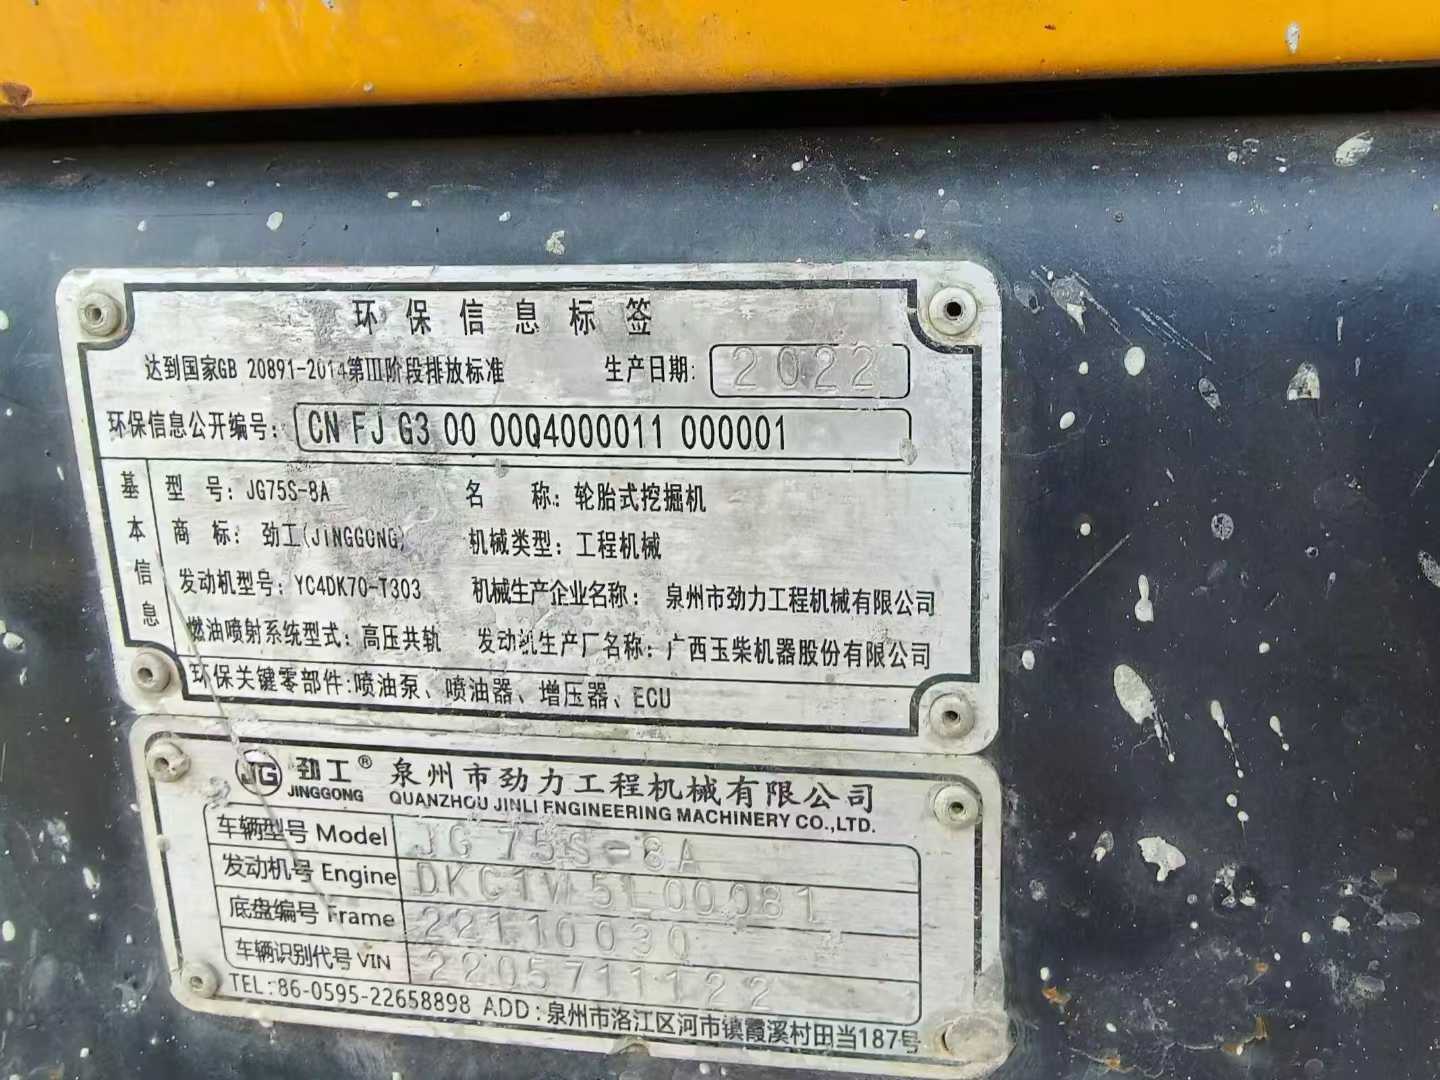 环保信息标签
达到国家GB 20891-2014第Ⅲ阶段排放标准 生产日期: 2022
环保信息公开编号: CN FJ G3 00 00Q4000011 000001
基本信息
型 号: JG75S-8A 名 称: 轮胎式挖掘机
商 标: 劲工(JINGGONG) 机械类型: 工程机械
发动机型号: YC4DK70-T303 机械生产企业名称: 泉州市劲力工程机械有限公司
燃油喷射系统型式: 高压共轨 发动机生产厂名称: 广西玉柴机器股份有限公司
环保关键零部件:喷油泵、喷油器、增压器、ECU
JG 劲工® 泉州市劲力工程机械有限公司
JINGGONG QUANZHOU JINLI ENGINEERING MACHINERY CO.,LTD.
车辆型号 Model JG 75S-8A
发动机号 Engine DKC1W5L00081
底盘编号 Frame 22110030
车辆识别代号 VIN 2205711122
TEL:86-0595-22658898 ADD:泉州市洛江区河市镇霞溪村田当187号